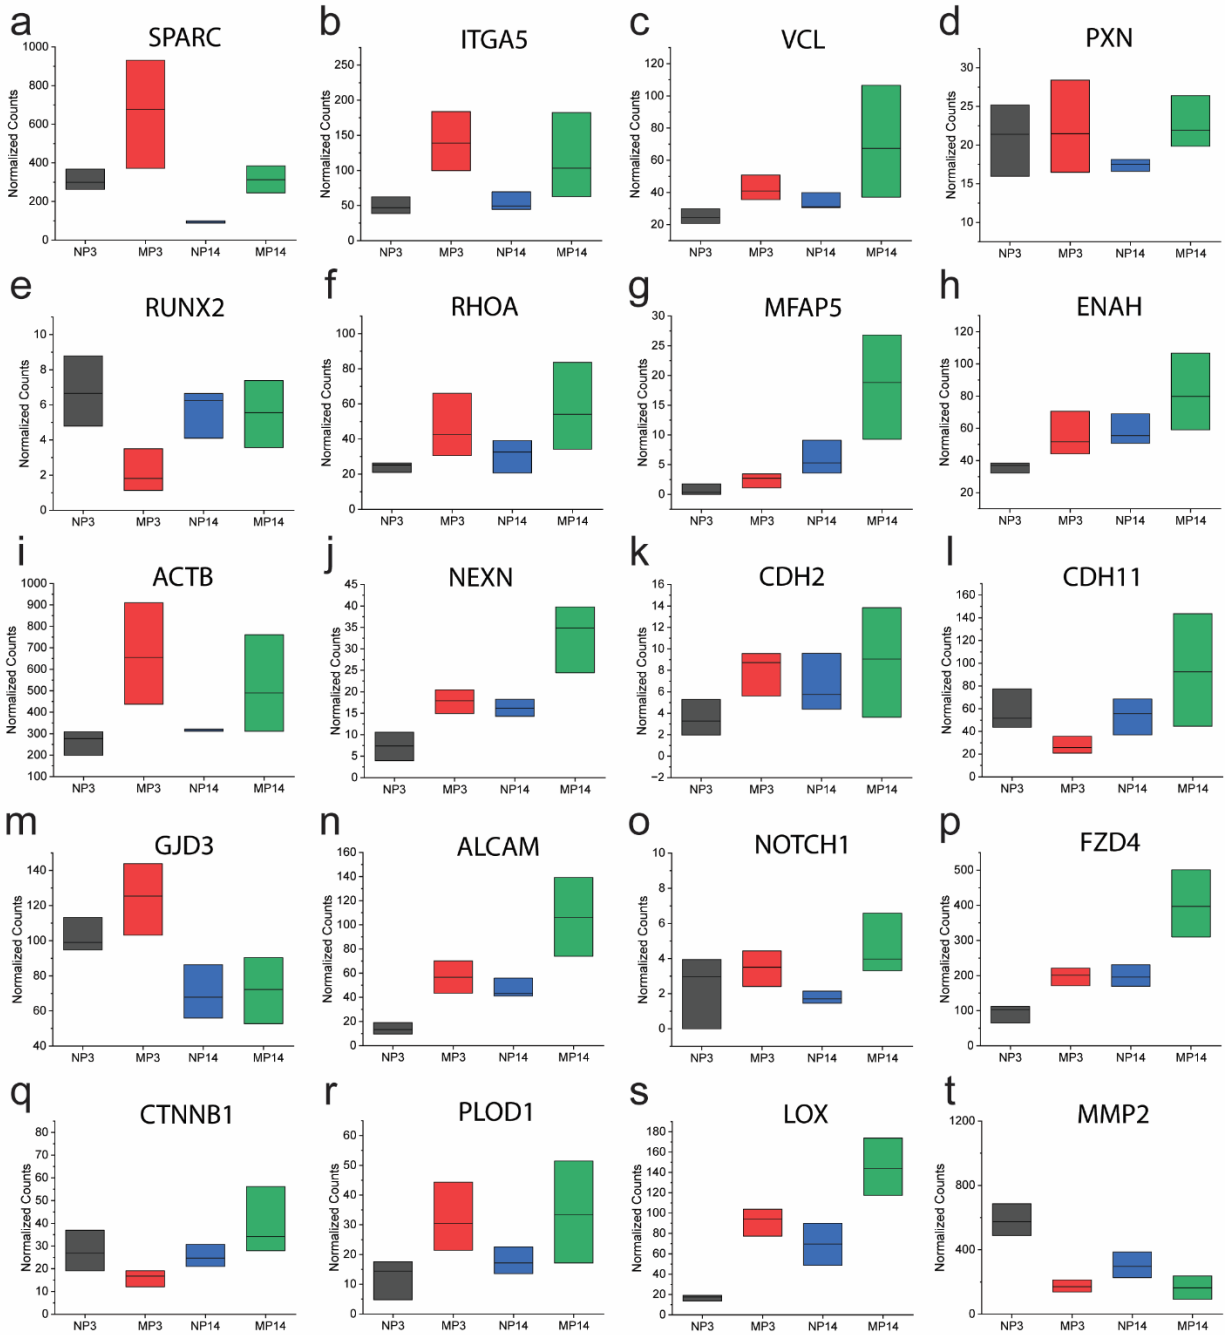 a
SPARC
Normalized Counts
1000
800
600
400
200
0
NP3 MP3 NP14 MP14
b
ITGA5
Normalized Counts
250
200
150
100
50
0
NP3 MP3 NP14 MP14
c
VCL
Normalized Counts
120
100
80
60
40
20
NP3 MP3 NP14 MP14
d
PXN
Normalized Counts
30
25
20
15
10
NP3 MP3 NP14 MP14
e
RUNX2
Normalized Counts
10
8
6
4
2
0
NP3 MP3 NP14 MP14
f
RHOA
Normalized Counts
100
80
60
40
20
0
NP3 MP3 NP14 MP14
g
MFAP5
Normalized Counts
30
25
20
15
10
5
0
NP3 MP3 NP14 MP14
h
ENAH
Normalized Counts
120
100
80
60
40
20
NP3 MP3 NP14 MP14
i
ACTB
Normalized Counts
1000
900
800
700
600
500
400
300
200
100
NP3 MP3 NP14 MP14
j
NEXN
Normalized Counts
45
40
35
30
25
20
15
10
5
0
NP3 MP3 NP14 MP14
k
CDH2
Normalized Counts
16
14
12
10
8
6
4
2
0
−2
NP3 MP3 NP14 MP14
l
CDH11
Normalized Counts
160
140
120
100
80
60
40
20
0
NP3 MP3 NP14 MP14
m
GJD3
Normalized Counts
140
120
100
80
60
40
NP3 MP3 NP14 MP14
n
ALCAM
Normalized Counts
160
140
120
100
80
60
40
20
0
NP3 MP3 NP14 MP14
o
NOTCH1
Normalized Counts
10
8
6
4
2
0
NP3 MP3 NP14 MP14
p
FZD4
Normalized Counts
500
400
300
200
100
0
NP3 MP3 NP14 MP14
q
CTNNB1
Normalized Counts
80
70
60
50
40
30
20
10
0
NP3 MP3 NP14 MP14
r
PLOD1
Normalized Counts
60
50
40
30
20
10
0
NP3 MP3 NP14 MP14
s
LOX
Normalized Counts
180
160
140
120
100
80
60
40
20
0
NP3 MP3 NP14 MP14
t
MMP2
Normalized Counts
1200
800
400
0
NP3 MP3 NP14 MP14